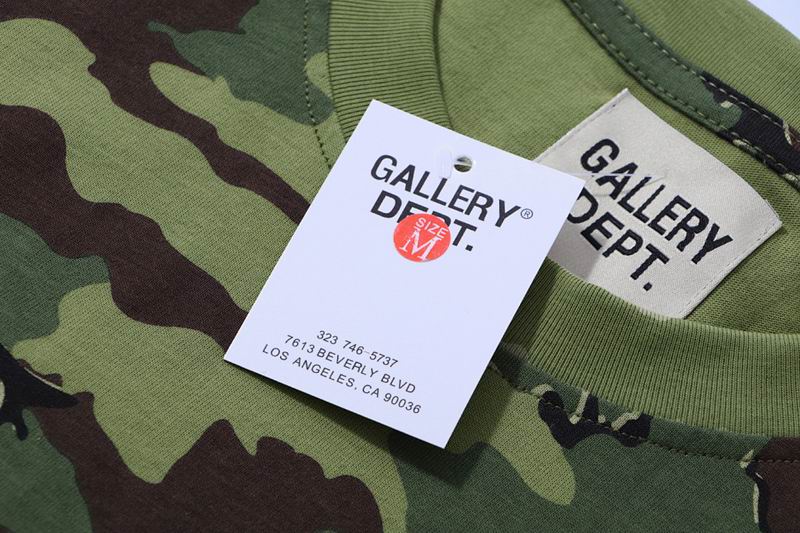 GALLERY®
DEPT.
SIZE
M
323 746-5737
7613 BEVERLY BLVD
LOS ANGELES, CA 90036
GALLERY
DEPT.